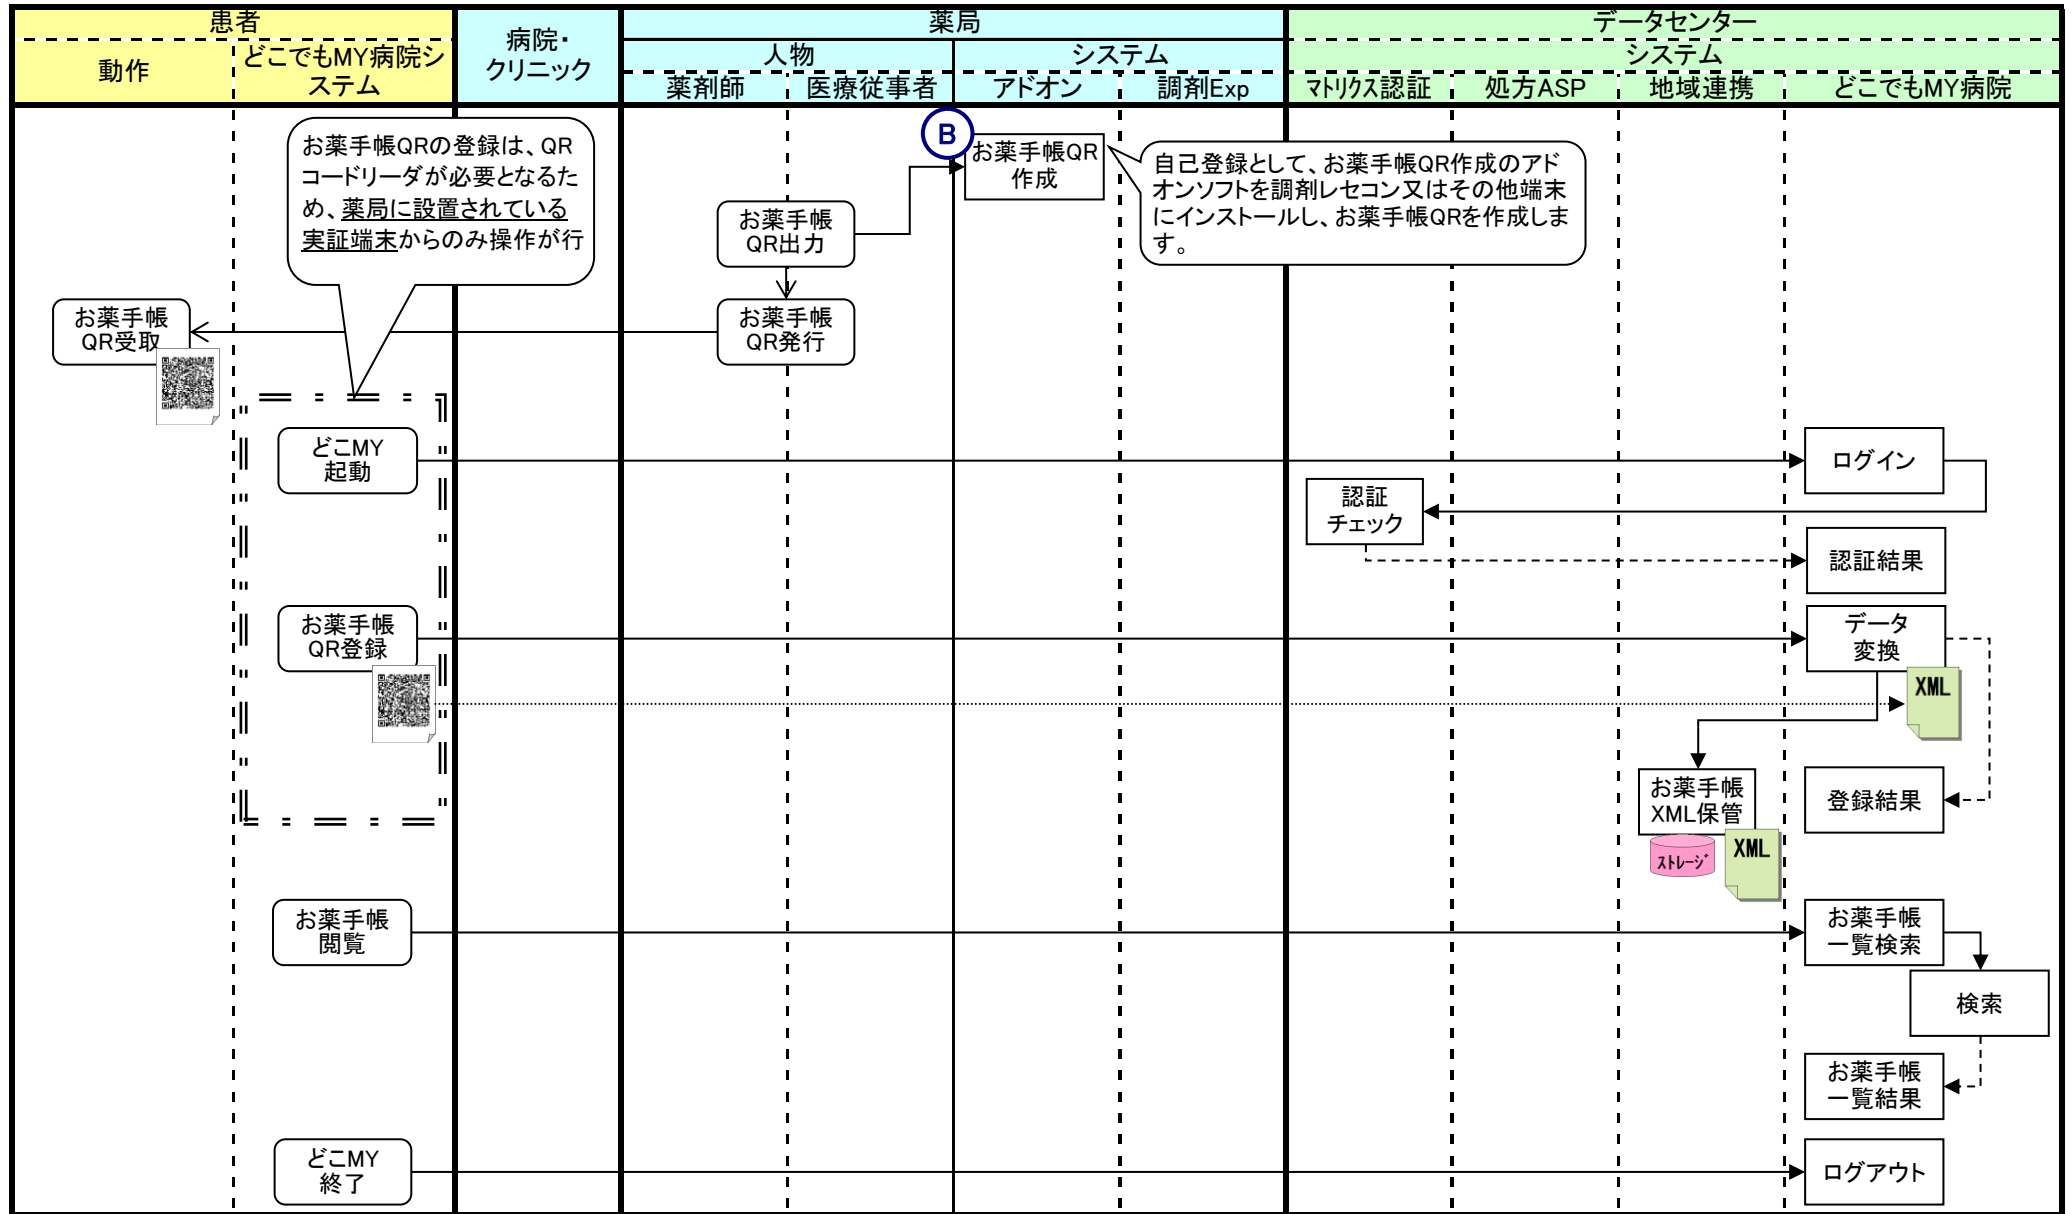 患者
病院・
クリニック
薬局
データセンター
動作
どこでもMY病院シ
ステム
人物
システム
システム
薬剤師
医療従事者
アドオン
調剤Exp
ﾏﾄﾘｸｽ認証
処方ASP
地域連携
どこでもMY病院
お薬手帳QRの登録は、QR
コードリーダが必要となるた
め、薬局に設置されている
実証端末からのみ操作が行
B
お薬手帳QR
作成
自己登録として、お薬手帳QR作成のアド
オンソフトを調剤レセコン又はその他端末
にインストールし、お薬手帳QRを作成しま
す。
お薬手帳
QR出力
お薬手帳
QR受取
お薬手帳
QR発行
どこMY
起動
ログイン
認証
チェック
認証結果
お薬手帳
QR登録
データ
変換
XML
お薬手帳
XML保管
登録結果
ｽﾄﾚｰｼﾞ
XML
お薬手帳
閲覧
お薬手帳
一覧検索
検索
お薬手帳
一覧結果
どこMY
終了
ログアウト